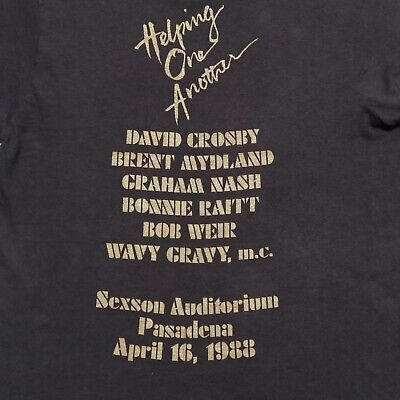 Helping
One
Another
DAVID CROSBY
BRENT MYDLAND
GRAHAM NASH
BONNIE RAITT
BOB WEIR
WAVY GRAVY, m.c.
Sexson Auditorium
Pasadena
April 16, 1988